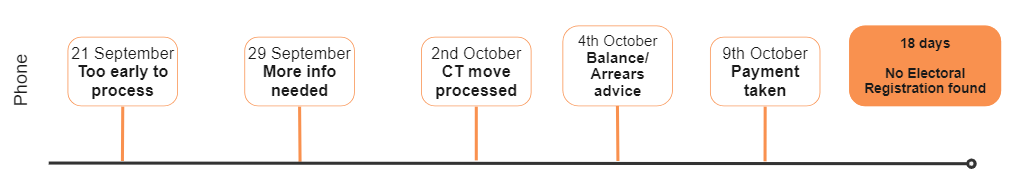 Phone
21 September
Too early to
process
29 September
More info
needed
2nd October
CT move
processed
4th October
Balance/
Arrears
advice
9th October
Payment
taken
18 days
No Electoral
Registration found